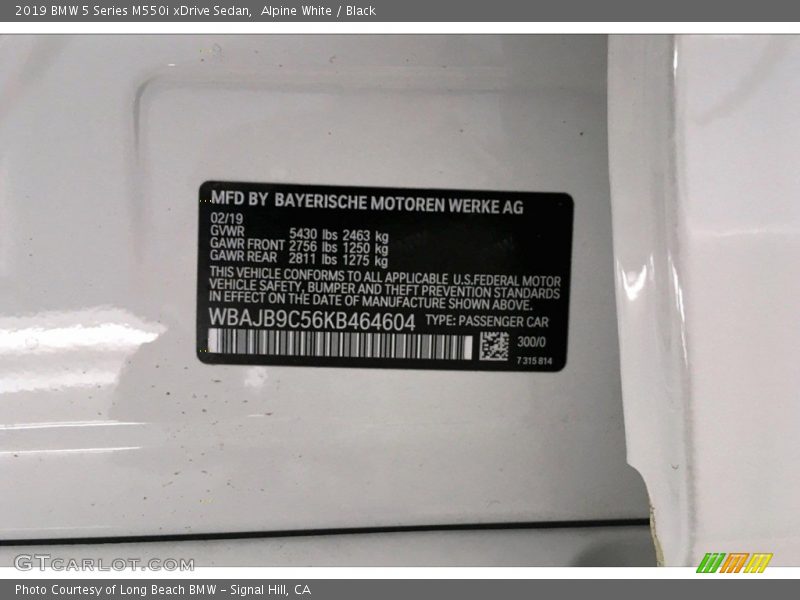 2019 BMW 5 Series M550i xDrive Sedan,  Alpine White / Black
MFD BY BAYERISCHE MOTOREN WERKE AG
02/19
GVWR 5430 lbs 2463 kg
GAWR FRONT 2756 lbs 1250 kg
GAWR REAR 2811 lbs 1275 kg
THIS VEHICLE CONFORMS TO ALL APPLICABLE U.S.FEDERAL MOTOR
VEHICLE SAFETY, BUMPER AND THEFT PREVENTION STANDARDS
IN EFFECT ON THE DATE OF MANUFACTURE SHOWN ABOVE.
WBAJB9C56KB464604 TYPE: PASSENGER CAR
300/0
7 315 814
GTCARLOT.COM
Photo Courtesy of Long Beach BMW - Signal Hill, CA